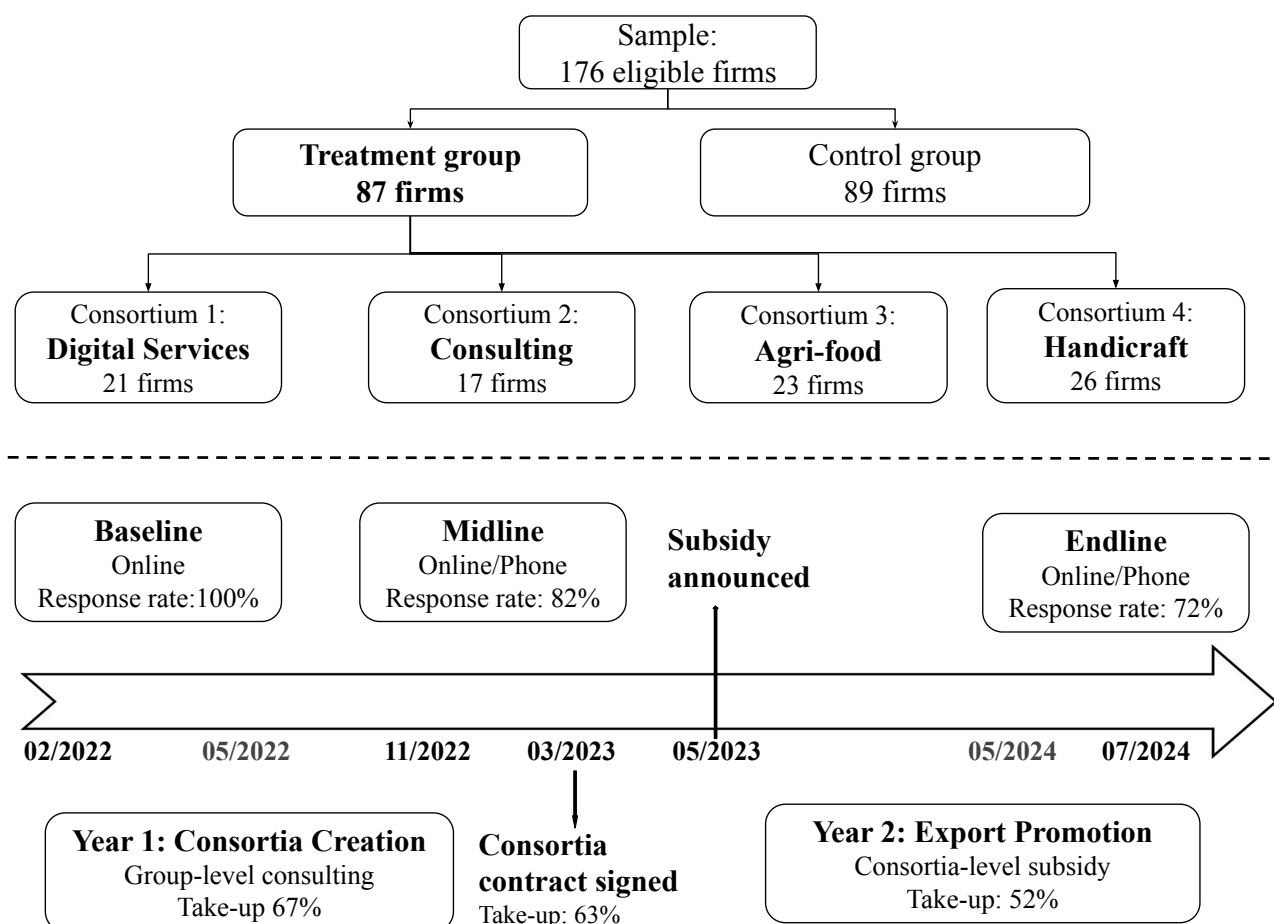 Sample:
176 eligible firms
Treatment group
87 firms
Control group
89 firms
Consortium 1:
Digital Services
21 firms
Consortium 2:
Consulting
17 firms
Consortium 3:
Agri-food
23 firms
Consortium 4:
Handicraft
26 firms
Baseline
Online
Response rate:100%
Midline
Online/Phone
Response rate: 82%
Subsidy
announced
Endline
Online/Phone
Response rate: 72%
02/2022
05/2022
11/2022
03/2023
05/2023
05/2024
07/2024
Year 1: Consortia Creation
Group-level consulting
Take-up 67%
Consortia
contract signed
Take-up: 63%
Year 2: Export Promotion
Consortia-level subsidy
Take-up: 52%